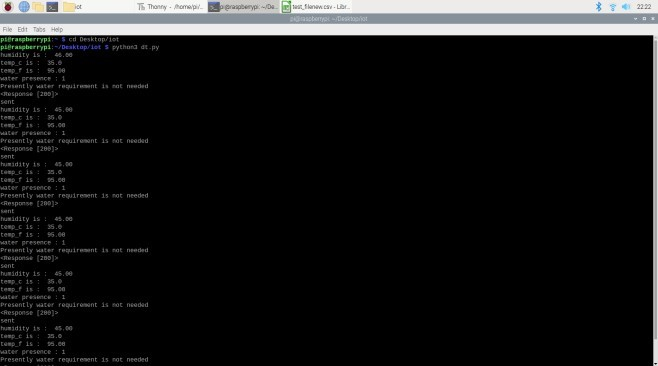 iot
Thonny - /home/pi/...
pi@raspberrypi: ~/De...
test_filenew.csv - Libr...
22:22
pi@raspberrypi: ~/Desktop/iot
File Edit Tabs Help
pi@raspberrypi:~ $ cd Desktop/iot
pi@raspberrypi:~/Desktop/iot $ python3 dt.py
humidity is :  46.00
temp_c is :  35.0
temp_f is :  95.00
water presence : 1
Presently water requirement is not needed
<Response [200]>
sent
humidity is :  45.00
temp_c is :  35.0
temp_f is :  95.00
water presence : 1
Presently water requirement is not needed
<Response [200]>
sent
humidity is :  45.00
temp_c is :  35.0
temp_f is :  95.00
water presence : 1
Presently water requirement is not needed
<Response [200]>
sent
humidity is :  45.00
temp_c is :  35.0
temp_f is :  95.00
water presence : 1
Presently water requirement is not needed
<Response [200]>
sent
humidity is :  45.00
temp_c is :  35.0
temp_f is :  95.00
water presence : 1
Presently water requirement is not needed
<Response [200]>
sent
humidity is :  45.00
temp_c is :  35.0
temp_f is :  95.00
water presence : 1
Presently water requirement is not needed